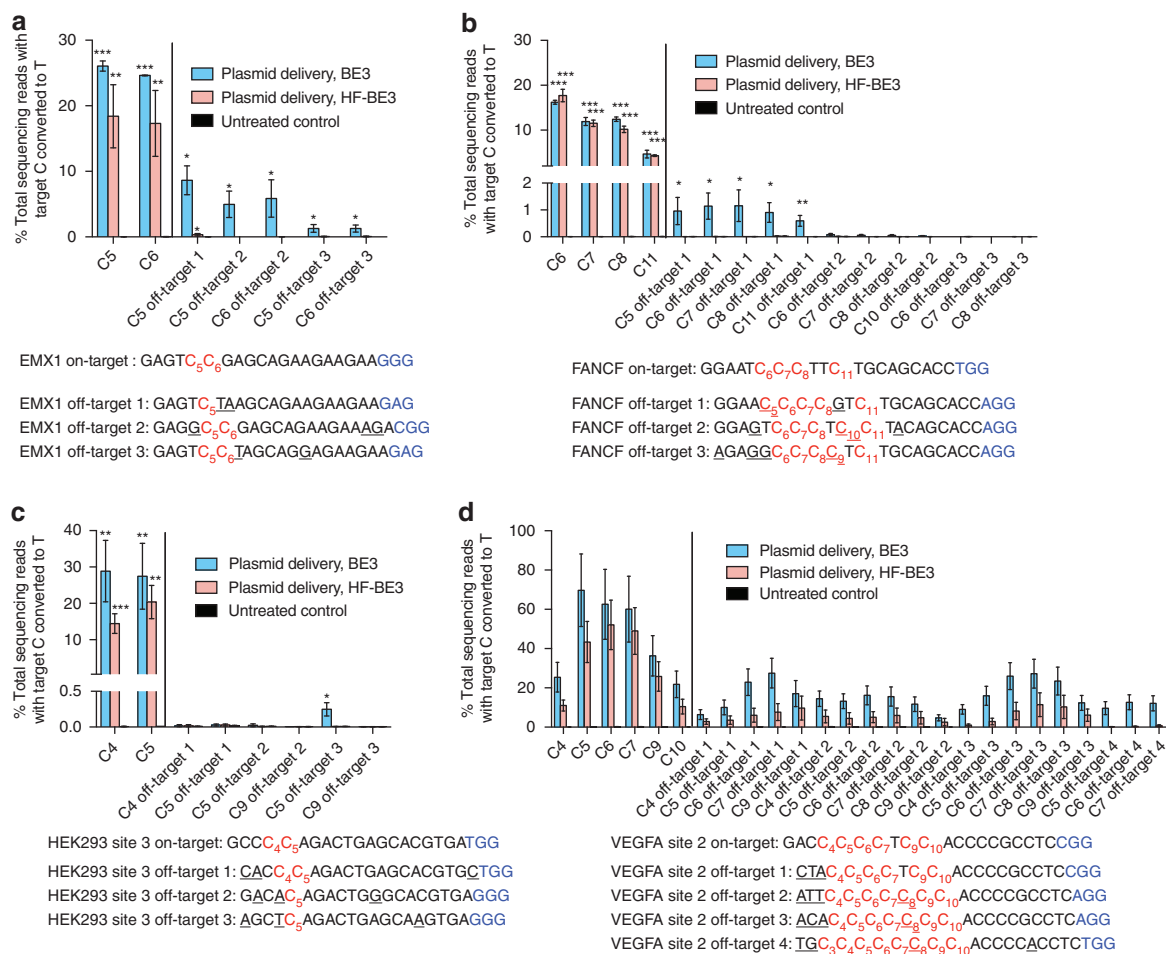 a
% Total sequencing reads with
target C converted to T
30
20
10
0
*** ** *** ** * * * * * *
Plasmid delivery, BE3
Plasmid delivery, HF-BE3
Untreated control
C5
C6
C5 off-target 1
C5 off-target 2
C6 off-target 2
C5 off-target 3
C6 off-target 3
EMX1 on-target : GAGTC5C6GAGCAGAAGAAGAAGGG
EMX1 off-target 1: GAGTC5TAAGCAGAAGAAGAAGAG
EMX1 off-target 2: GAGGC5C6GAGCAGAAGAAAGACGG
EMX1 off-target 3: GAGTC5C6TAGCAGGAGAAGAAGAG
b
% Total sequencing reads
with target C converted to T
30
20
10
2
1
0
*** *** *** *** *** *** *** *** * * * * **
Plasmid delivery, BE3
Plasmid delivery, HF-BE3
Untreated control
C6
C7
C8
C11
C5 off-target 1
C6 off-target 1
C7 off-target 1
C8 off-target 1
C11 off-target 1
C6 off-target 2
C7 off-target 2
C8 off-target 2
C10 off-target 2
C6 off-target 3
C7 off-target 3
C8 off-target 3
FANCF on-target: GGAATC6C7C8TTC11TGCAGCACCTGG
FANCF off-target 1: GGAAC5C6C7C8GTC11TGCAGCACCAGG
FANCF off-target 2: GGAGTC6C7C8TC10C11TACAGCACCAGG
FANCF off-target 3: AGAGGC6C7C8C9TC11TGCAGCACCAGG
c
% Total sequencing reads
with target C converted to T
40
30
20
10
0.5
0.0
** *** ** ** *
Plasmid delivery, BE3
Plasmid delivery, HF-BE3
Untreated control
C4
C5
C4 off-target 1
C5 off-target 1
C5 off-target 2
C9 off-target 2
C5 off-target 3
C9 off-target 3
HEK293 site 3 on-target: GCCC4C5AGACTGAGCACGTGATGG
HEK293 site 3 off-target 1: CACC4C5AGACTGAGCACGTGCTGG
HEK293 site 3 off-target 2: GACAC5AGACTGGGCACGTGAGGG
HEK293 site 3 off-target 3: AGCTC5AGACTGAGCAAGTGAGGG
d
% Total sequencing reads
with target C converted to T
100
80
60
40
20
0
Plasmid delivery, BE3
Plasmid delivery, HF-BE3
Untreated control
C4
C5
C6
C7
C9
C10
C4 off-target 1
C5 off-target 1
C6 off-target 1
C7 off-target 1
C9 off-target 1
C4 off-target 2
C5 off-target 2
C6 off-target 2
C7 off-target 2
C8 off-target 2
C9 off-target 2
C4 off-target 3
C5 off-target 3
C6 off-target 3
C7 off-target 3
C8 off-target 3
C9 off-target 3
C5 off-target 4
C6 off-target 4
C7 off-target 4
VEGFA site 2 on-target: GACC4C5C6C7TC9C10ACCCCGCCTCCGG
VEGFA site 2 off-target 1: CTAC4C5C6C7TC9C10ACCCCGCCTCCGG
VEGFA site 2 off-target 2: ATTC4C5C6C7C8C9C10ACCCCGCCTCAGG
VEGFA site 2 off-target 3: ACAC4C5C6C7C8C9C10ACCCCGCCTCAGG
VEGFA site 2 off-target 4: TGC3C4C5C6C7C8C9C10ACCCCACCTCTGG